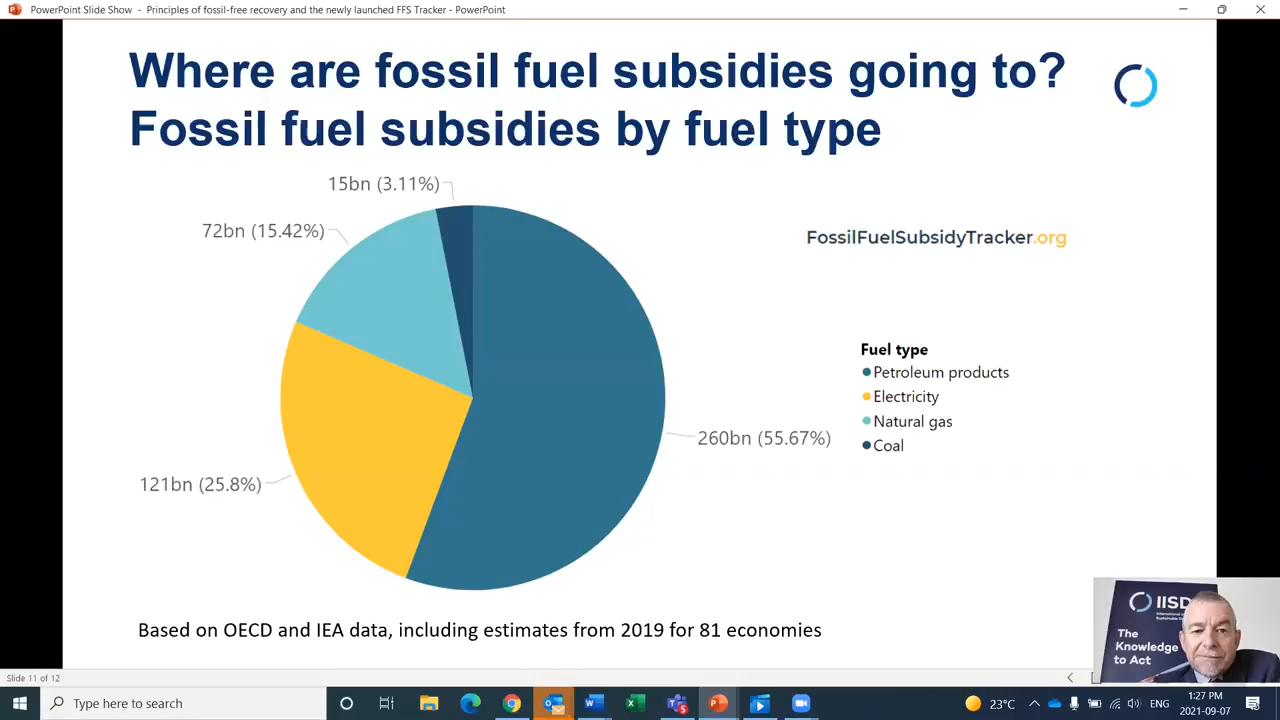 PowerPoint Slide Show - Principles of fossil-free recovery and the newly launched FFS Tracker - PowerPoint
Where are fossil fuel subsidies going to?
Fossil fuel subsidies by fuel type
15bn (3.11%)
72bn (15.42%)
FossilFuelSubsidyTracker.org
Fuel type
Petroleum products
Electricity
Natural gas
Coal
260bn (55.67%)
121bn (25.8%)
Based on OECD and IEA data, including estimates from 2019 for 81 economies
IISD
The
Knowledge
to Act
Slide 11 of 12
Type here to search
23°C
ENG
1:27 PM
2021-09-07